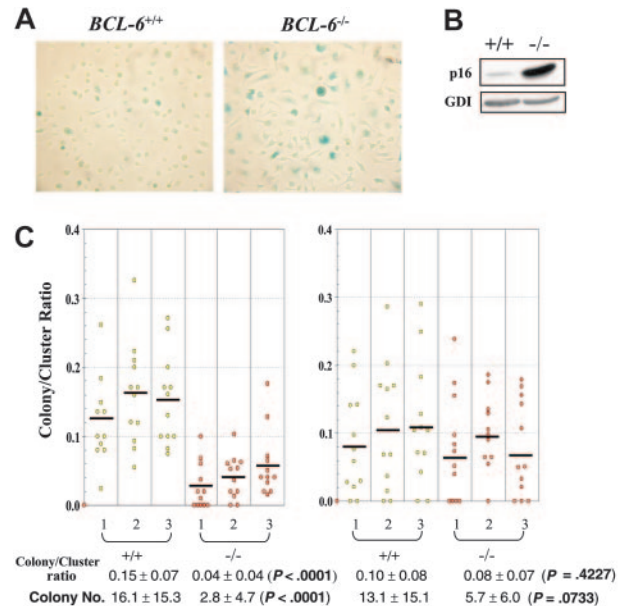 A
BCL-6+/+
BCL-6-/-
B
+/+ -/-
p16
GDI
C
Colony/Cluster Ratio
0.4
0.3
0.2
0.1
0.0
1 2 3 1 2 3
+/+ -/-
0.4
0.3
0.2
0.1
0.0
1 2 3 1 2 3
+/+ -/-
Colony/Cluster
ratio
0.15 ± 0.07 0.04 ± 0.04 (P < .0001) 0.10 ± 0.08 0.08 ± 0.07 (P = .4227)
Colony No. 16.1 ± 15.3 2.8 ± 4.7 (P < .0001) 13.1 ± 15.1 5.7 ± 6.0 (P = .0733)